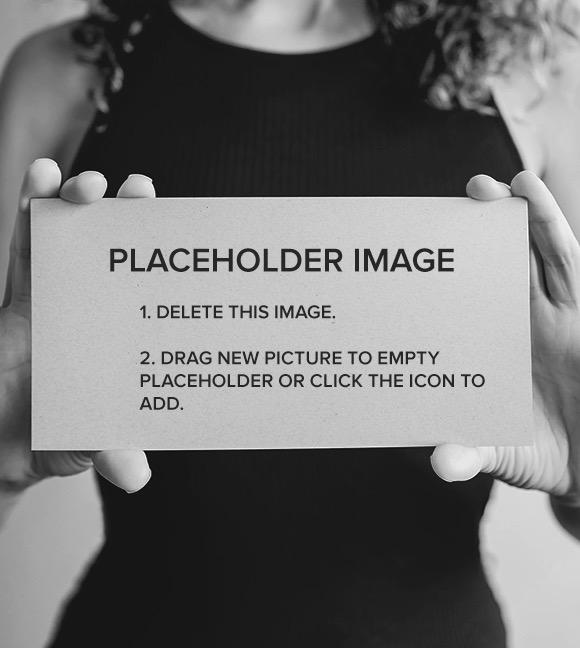 PLACEHOLDER IMAGE
1. DELETE THIS IMAGE.
2. DRAG NEW PICTURE TO EMPTY
PLACEHOLDER OR CLICK THE ICON TO
ADD.